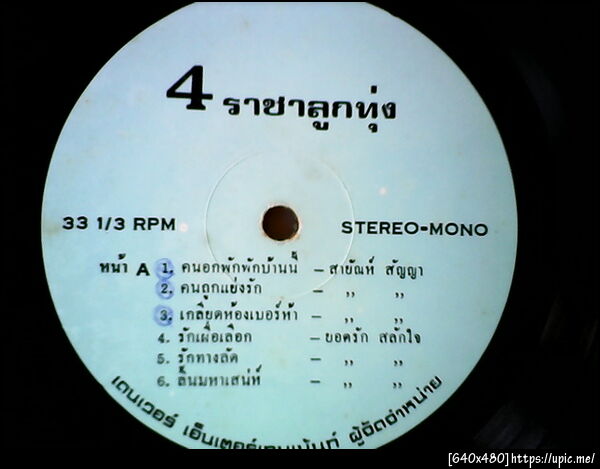 4 ราชาลูกทุ่ง
33 1/3 RPM
STEREO-MONO
หน้า A 1. คนอกพักพักบ้านนี้ – สายัณห์ สัญญา
2. คนถูกแย่งรัก – ,, ,,
3. เกลียดห้องเบอร์ห้า – ,, ,,
4. รักเผื่อเลือก – ยอดรัก สลักใจ
5. รักทางลัด – ,, ,,
6. ลิ้นมหาเสน่ห์ – ,, ,,
เดนเวอร์ เอ็นเตอร์เทนเม้นท์ ผู้จัดจำหน่าย
[640x480]https://upic.me/